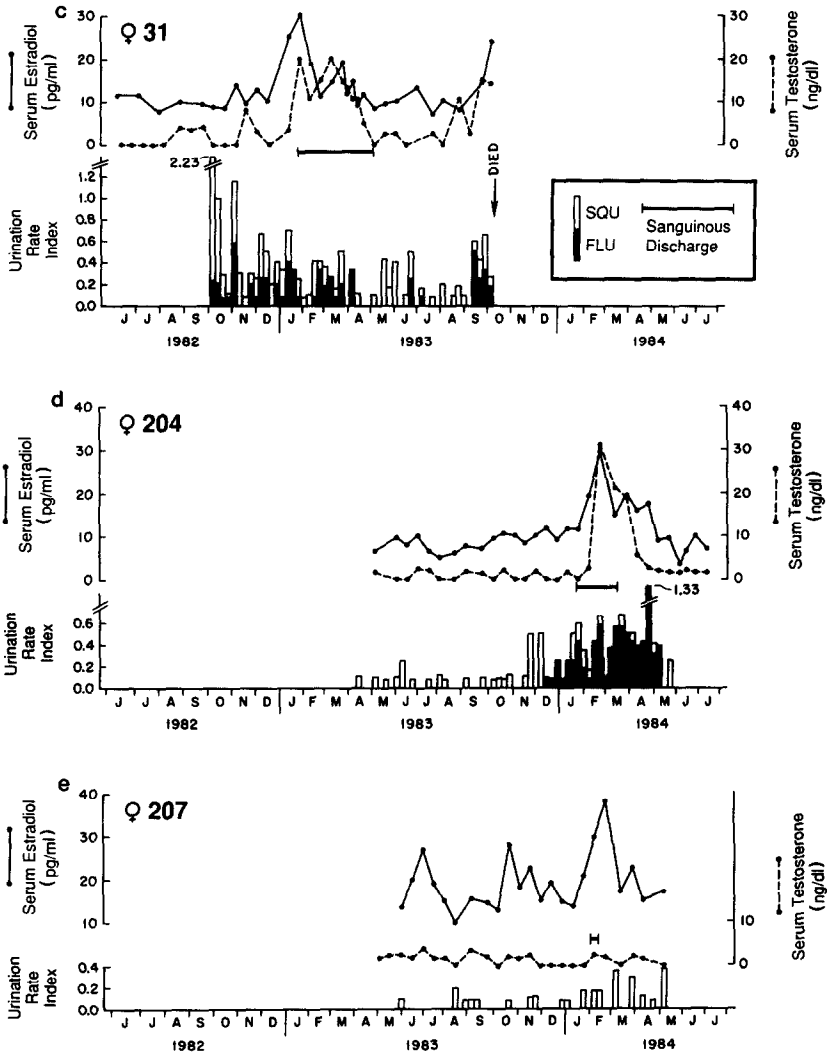 c
♀ 31
Serum Estradiol
(pg/ml)
30
20
10
0
30
20
10
0
Serum Testosterone
(ng/dl)
2.23
DIED
Urination
Rate
Index
1.2
1.0
0.8
0.6
0.4
0.2
0.0
SQU
FLU
Sanguinous
Discharge
J J A S O N D J F M A M J J A S O N D J F M A M J J
1982 1983 1984
d
♀ 204
Serum Estradiol
(pg/ml)
40
30
20
10
0
40
30
20
10
0
Serum Testosterone
(ng/dl)
1.33
Urination
Rate
Index
0.6
0.4
0.2
0.0
J J A S O N D J F M A M J J A S O N D J F M A M J J
1982 1983 1984
e
♀ 207
Serum Estradiol
(pg/ml)
40
30
20
10
10
0
Serum Testosterone
(ng/dl)
Urination
Rate
Index
0.4
0.2
0.0
J J A S O N D J F M A M J J A S O N D J F M A M J J
1982 1983 1984